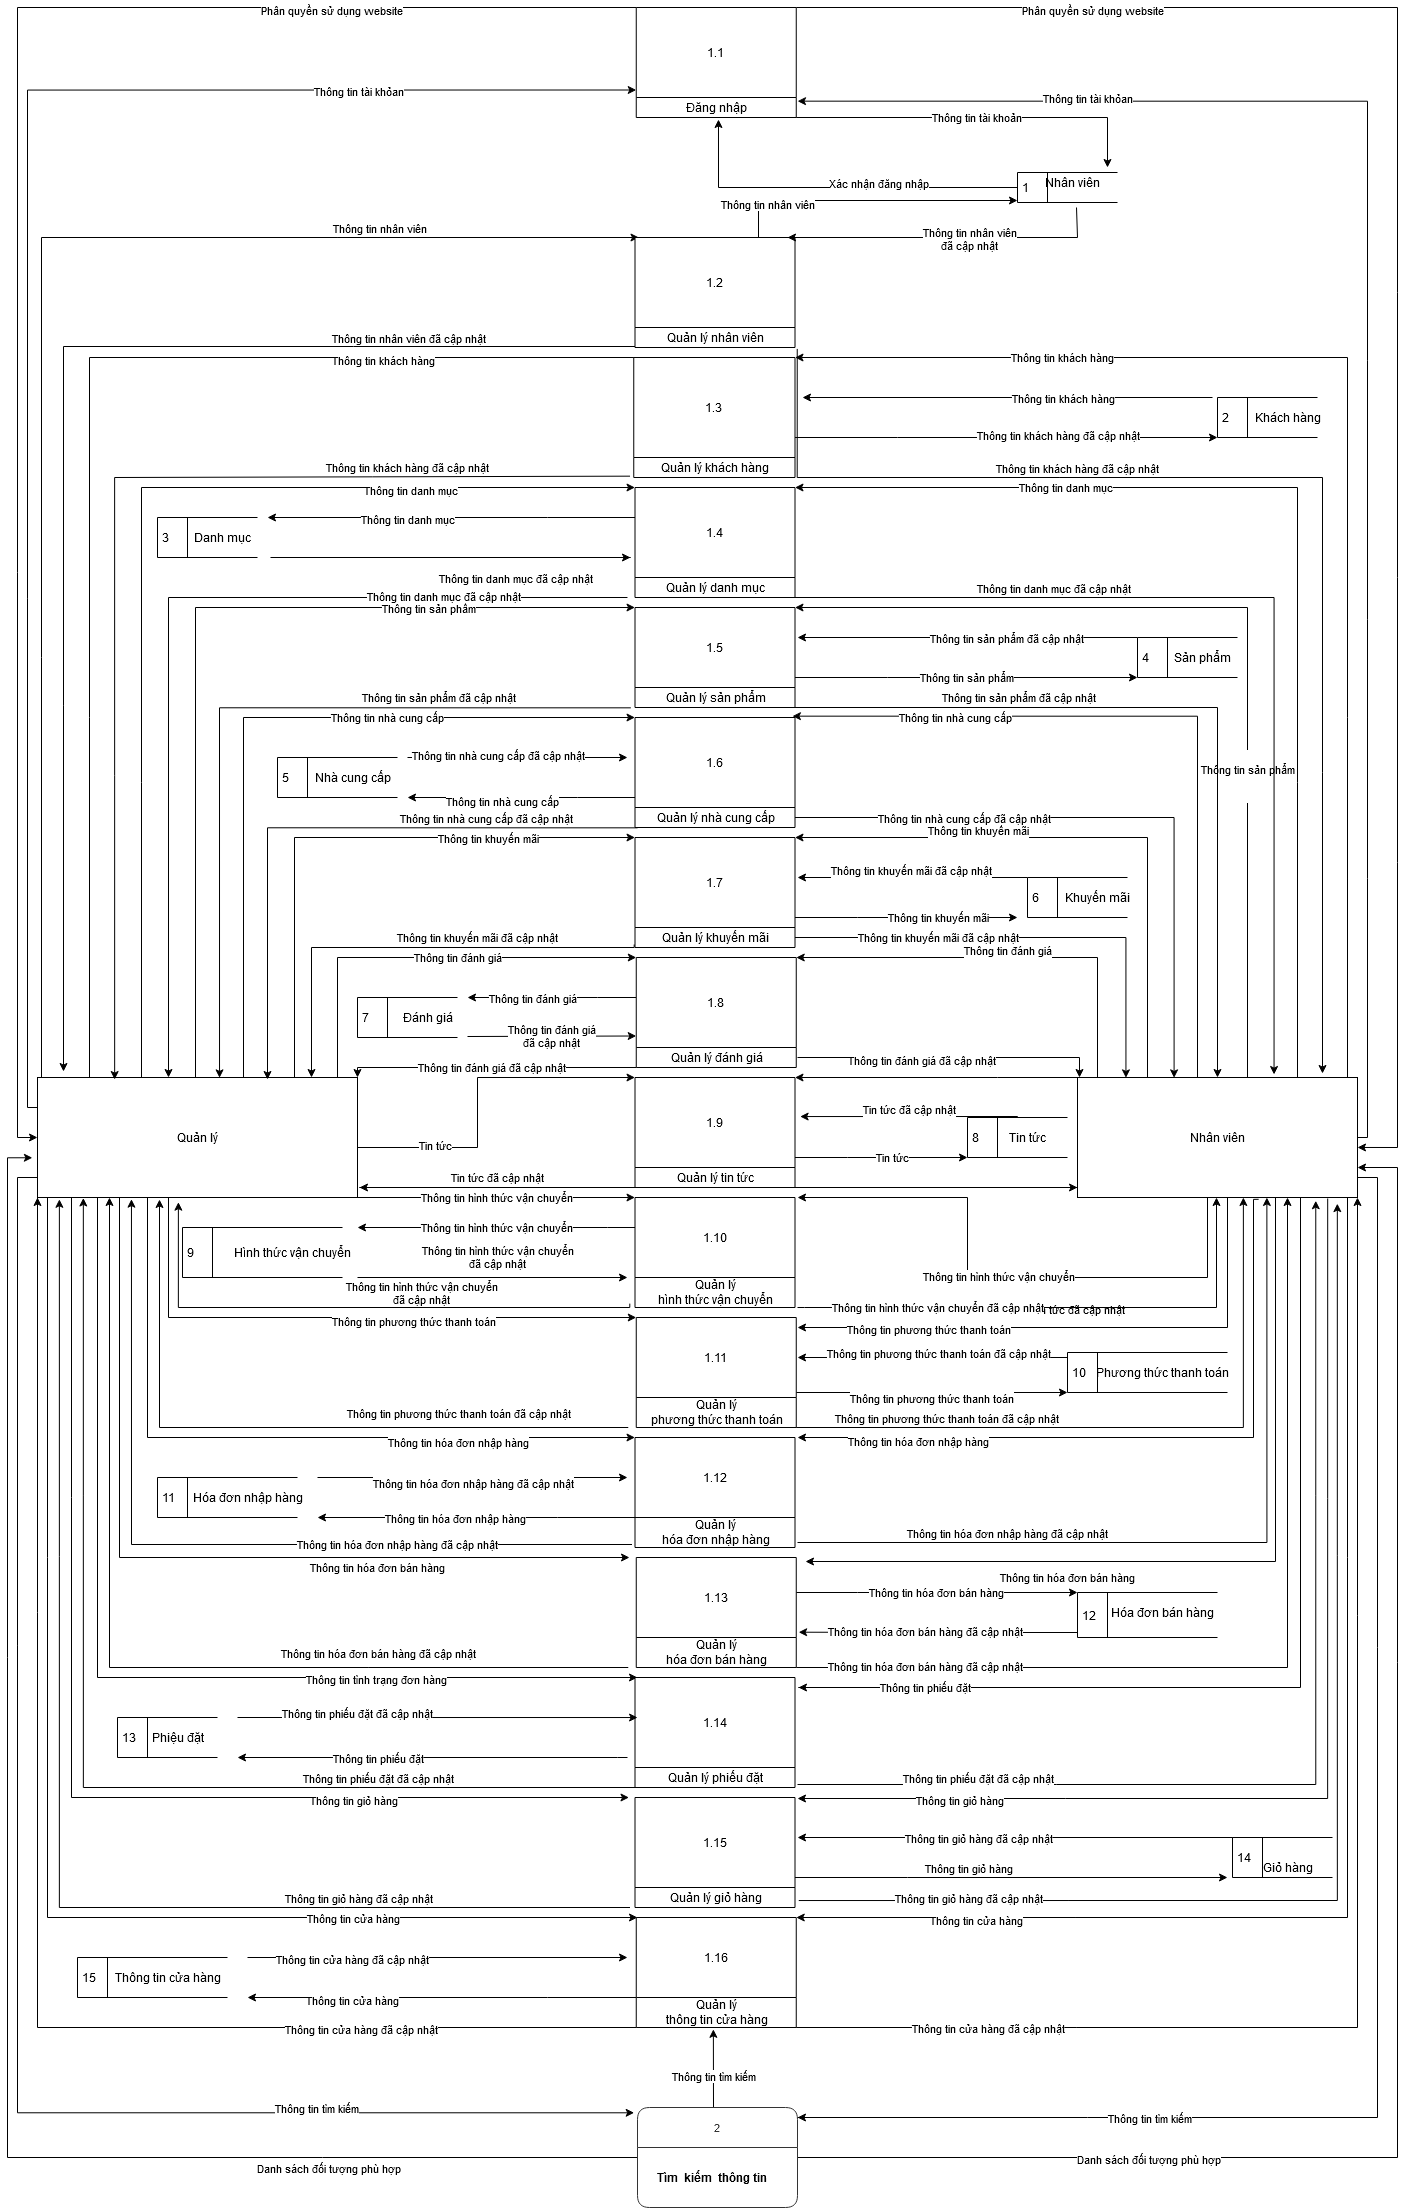 Phân quyền sử dụng website
Phân quyền sử dụng website
1.1
Thông tin tài khỏan
Thông tin tài khỏan
Đăng nhập
Thông tin tài khoản
Xác nhận đăng nhập
1
Nhân viên
Thông tin nhân viên
Thông tin nhân viên
Thông tin nhân viên
đã cập nhật
1.2
Quản lý nhân viên
Thông tin nhân viên đã cập nhật
Thông tin khách hàng
Thông tin khách hàng
Thông tin khách hàng
1.3
2
Khách hàng
Thông tin khách hàng đã cập nhật
Quản lý khách hàng
Thông tin khách hàng đã cập nhật
Thông tin khách hàng đã cập nhật
Thông tin danh mục
Thông tin danh mục
Thông tin danh mục
3
Danh mục
1.4
Thông tin danh mục đã cập nhật
Quản lý danh mục
Thông tin danh mục đã cập nhật
Thông tin danh mục đã cập nhật
Thông tin sản phẩm
1.5
Thông tin sản phẩm đã cập nhật
4
Sản phẩm
Thông tin sản phẩm
Quản lý sản phẩm
Thông tin sản phẩm đã cập nhật
Thông tin sản phẩm đã cập nhật
Thông tin nhà cung cấp
Thông tin nhà cung cấp
Thông tin nhà cung cấp đã cập nhật
1.6
Thông tin sản phẩm
5
Nhà cung cấp
Thông tin nhà cung cấp
Thông tin nhà cung cấp đã cập nhật
Quản lý nhà cung cấp
Thông tin nhà cung cấp đã cập nhật
Thông tin khuyến mãi
Thông tin khuyến mãi
Thông tin khuyến mãi đã cập nhật
1.7
6
Khuyến mãi
Thông tin khuyến mãi
Thông tin khuyến mãi đã cập nhật
Quản lý khuyến mãi
Thông tin khuyến mãi đã cập nhật
Thông tin đánh giá
Thông tin đánh giá
Thông tin đánh giá
1.8
7
Đánh giá
Thông tin đánh giá
đã cập nhật
Quản lý đánh giá
Thông tin đánh giá đã cập nhật
Thông tin đánh giá đã cập nhật
1.9
Tin tức đã cập nhật
Quản lý
Tin tức
8
Tin tức
Nhân viên
Tin tức
Tin tức đã cập nhật
Quản lý tin tức
Thông tin hình thức vận chuyển
Thông tin hình thức vận chuyển
1.10
9
Hình thức vận chuyển
Thông tin hình thức vận chuyển
đã cập nhật
Thông tin hình thức vận chuyển
Thông tin hình thức vận chuyển
đã cập nhật
Quản lý
hình thức vận chuyển
Thông tin hình thức vận chuyển đã cập nhật
tức đã cập nhật
Thông tin phương thức thanh toán
Thông tin phương thức thanh toán
1.11
Thông tin phương thức thanh toán đã cập nhật
10
Phương thức thanh toán
Thông tin phương thức thanh toán
Thông tin phương thức thanh toán đã cập nhật
Quản lý
phương thức thanh toán
Thông tin phương thức thanh toán đã cập nhật
Thông tin hóa đơn nhập hàng
Thông tin hóa đơn nhập hàng
1.12
Thông tin hóa đơn nhập hàng đã cập nhật
11
Hóa đơn nhập hàng
Thông tin hóa đơn nhập hàng
Quản lý
hóa đơn nhập hàng
Thông tin hóa đơn nhập hàng đã cập nhật
Thông tin hóa đơn nhập hàng đã cập nhật
Thông tin hóa đơn bán hàng
Thông tin hóa đơn bán hàng
1.13
Thông tin hóa đơn bán hàng
12
Hóa đơn bán hàng
Thông tin hóa đơn bán hàng đã cập nhật
Thông tin hóa đơn bán hàng đã cập nhật
Quản lý
hóa đơn bán hàng
Thông tin hóa đơn bán hàng đã cập nhật
Thông tin tình trạng đơn hàng
Thông tin phiếu đặt
Thông tin phiếu đặt đã cập nhật
1.14
13
Phiệu đặt
Thông tin phiếu đặt
Thông tin phiếu đặt đã cập nhật
Quản lý phiếu đặt
Thông tin phiếu đặt đã cập nhật
Thông tin giỏ hàng
Thông tin giỏ hàng
1.15
Thông tin giỏ hàng đã cập nhật
14
Giỏ hàng
Thông tin giỏ hàng
Thông tin giỏ hàng đã cập nhật
Quản lý giỏ hàng
Thông tin giỏ hàng đã cập nhật
Thông tin cửa hàng
Thông tin cửa hàng
Thông tin cửa hàng đã cập nhật
1.16
15
Thông tin cửa hàng
Thông tin cửa hàng
Quản lý
thông tin cửa hàng
Thông tin cửa hàng đã cập nhật
Thông tin cửa hàng đã cập nhật
Thông tin tìm kiếm
Thông tin tìm kiếm
Thông tin tìm kiếm
2
Danh sách đối tượng phù hợp
Danh sách đối tượng phù hợp
Tìm kiếm thông tin